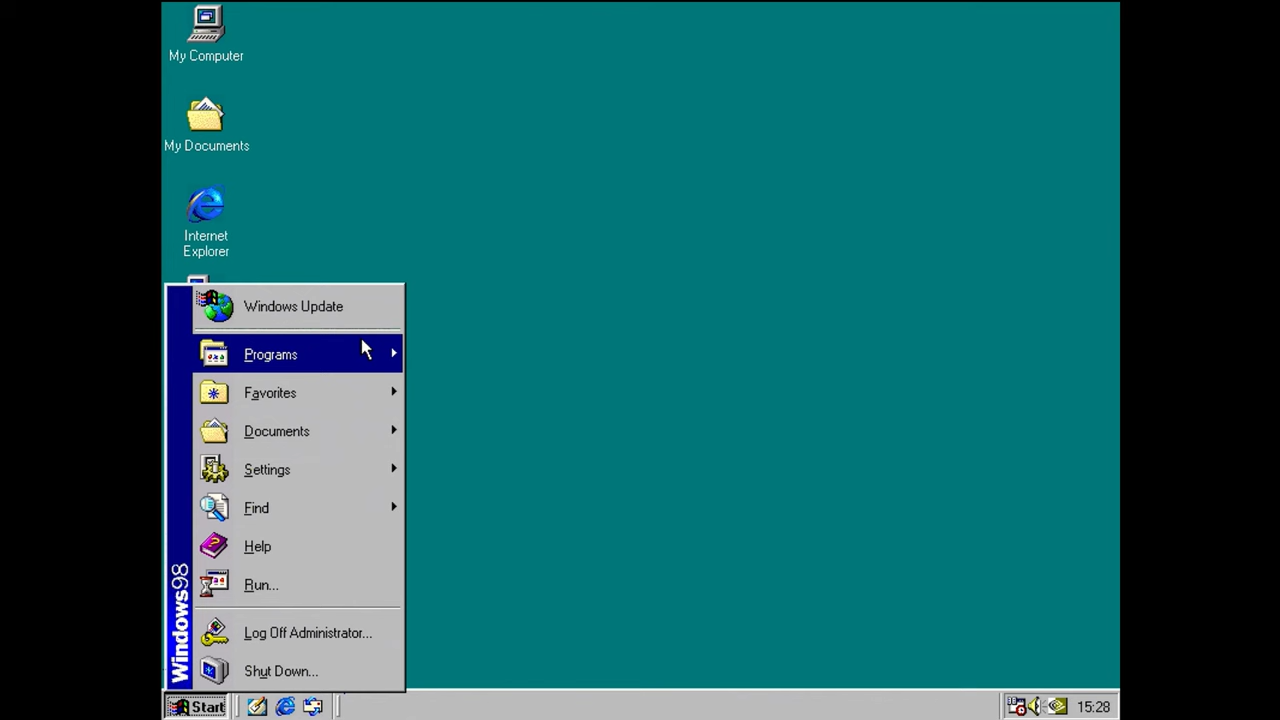 My Computer
My Documents
Internet
Explorer
Windows Update
Programs
Favorites
Documents
Settings
Find
Help
Run...
Log Off Administrator...
Shut Down...
Windows98
Start
15:28